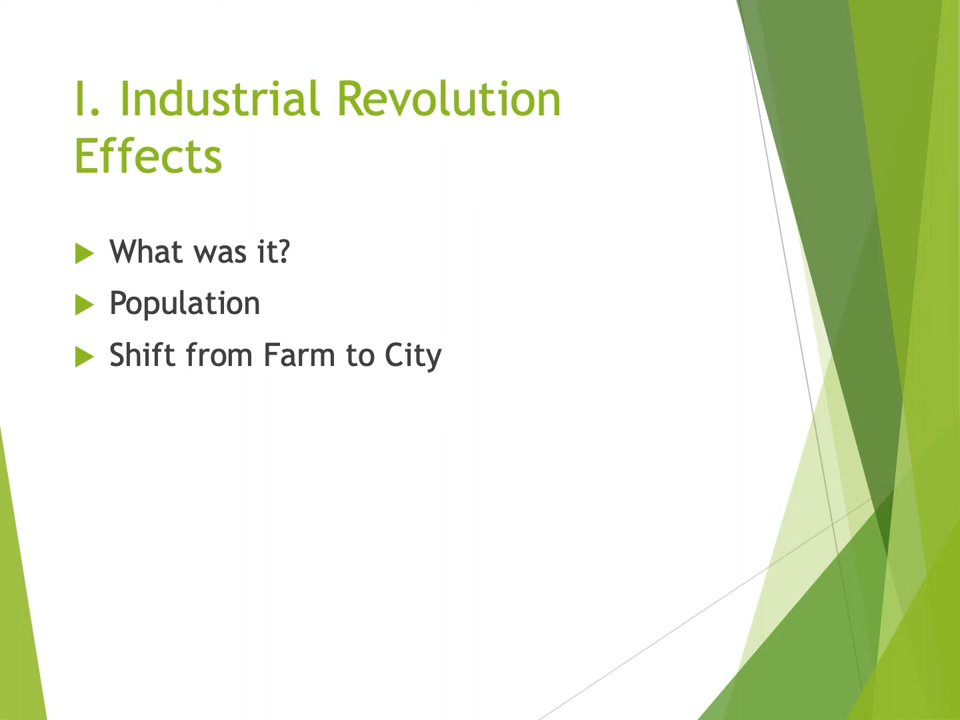 I. Industrial Revolution
Effects
What was it?
Population
Shift from Farm to City